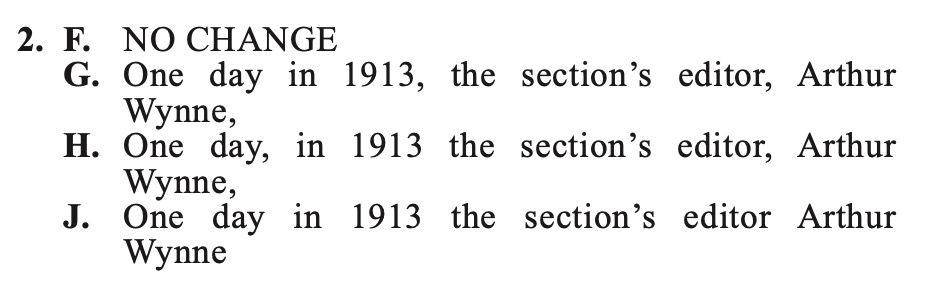 2. F. NO CHANGE
G. One day in 1913, the section’s editor, Arthur
Wynne,
H. One day, in 1913 the section’s editor, Arthur
Wynne,
J. One day in 1913 the section’s editor Arthur
Wynne